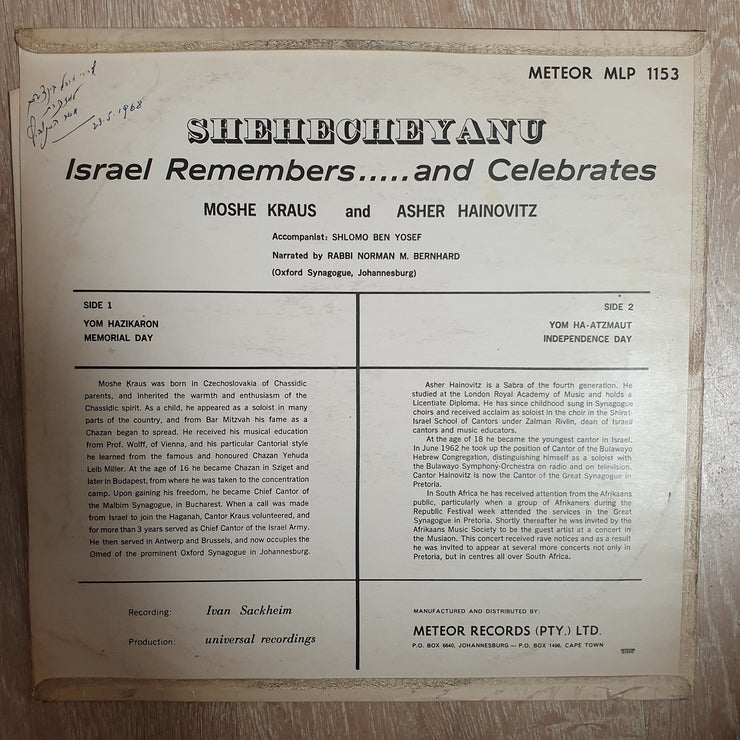 METEOR MLP 1153
23.5.1968
SHEHECHEYANU
Israel Remembers.....and Celebrates
MOSHE KRAUS and ASHER HAINOVITZ
Accompanist: SHLOMO BEN YOSEF
Narrated by RABBI NORMAN M. BERNHARD
(Oxford Synagogue, Johannesburg)
SIDE 1
YOM HAZIKARON
MEMORIAL DAY
Moshe Kraus was born in Czechoslovakia of Chassidic
parents, and inherited the warmth and enthusiasm of the
Chassidic spirit. As a child, he appeared as a soloist in many
parts of the country, and from Bar Mitzvah his fame as a
Chazan began to spread. He received his musical education
from Prof. Wolff, of Vienna, and his particular Cantorial style
he learned from the famous and honoured Chazan Yehuda
Leib Miller. At the age of 16 he became Chazan in Sziget and
later in Budapest, from where he was taken to the concentration
camp. Upon gaining his freedom, he became Chief Cantor of
the Malbim Synagogue, in Bucharest. When a call was made
from Israel to join the Haganah, Cantor Kraus volunteered, and
for more than 3 years served as Chief Cantor of the Israel Army.
He then served in Antwerp and Brussels, and now occupies the
Omed of the prominent Oxford Synagogue in Johannesburg.
SIDE 2
YOM HA-ATZMAUT
INDEPENDENCE DAY
Asher Hainovitz is a Sabra of the fourth generation. He
studied at the London Royal Academy of Music and holds a
Licentiate Diploma. He has since childhood sung in Synagogue
choirs and received acclaim as soloist in the choir in the Shirat-
Israel School of Cantors under Zalman Rivlin, dean of Israeli
cantors and music educators.
At the age of 18 he became the youngest cantor in Israel.
In June 1962 he took up the position of Cantor of the Bulawayo
Hebrew Congregation, distinguishing himself as a soloist with
the Bulawayo Symphony-Orchestra on radio and on television.
Cantor Hainovitz is now the Cantor of the Great Synagogue in
Pretoria.
In South Africa he has received attention from the Afrikaans
public, particularly when a group of Afrikaners during the
Republic Festival week attended the services in the Great
Synagogue in Pretoria. Shortly thereafter he was invited by the
Afrikaans Music Society to be the guest artist at a concert in
the Musiaon. This concert received rave notices and as a result
he was invited to appear at several more concerts not only in
Pretoria, but in centres all over South Africa.
Recording: Ivan Sackheim
Production: universal recordings
MANUFACTURED AND DISTRIBUTED BY:
METEOR RECORDS (PTY.) LTD.
P.O. BOX 6640, JOHANNESBURG — P.O. BOX 1496, CAPE TOWN